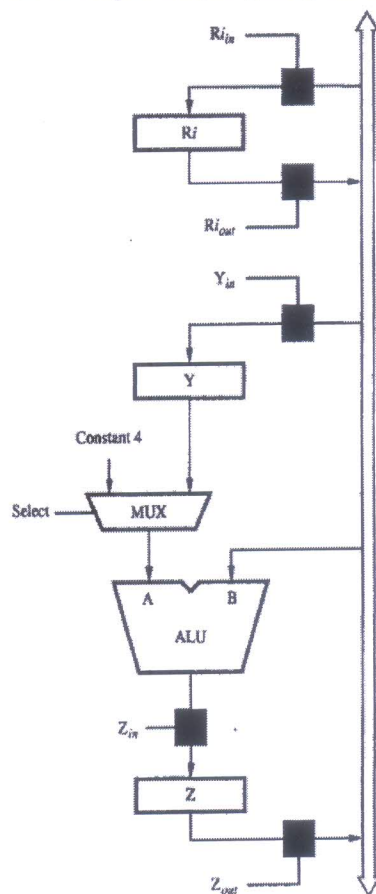 Ri_in
Ri
Ri_out
Y_in
Y
Constant 4
Select
MUX
A
B
ALU
Z_in
Z
Z_out